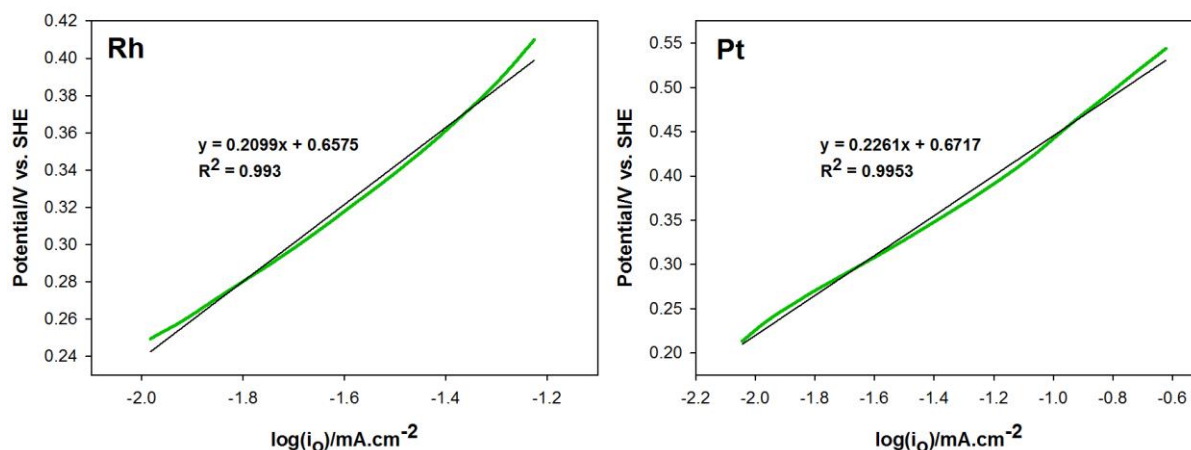 Rh
Potential/V vs. SHE
0.42
0.40
0.38
0.36
0.34
0.32
0.30
0.28
0.26
0.24
y = 0.2099x + 0.6575
R² = 0.993
-2.0 -1.8 -1.6 -1.4 -1.2
log(i₀)/mA.cm⁻²
Pt
Potential/V vs. SHE
0.55
0.50
0.45
0.40
0.35
0.30
0.25
0.20
y = 0.2261x + 0.6717
R² = 0.9953
-2.2 -2.0 -1.8 -1.6 -1.4 -1.2 -1.0 -0.8 -0.6
log(i₀)/mA.cm⁻²